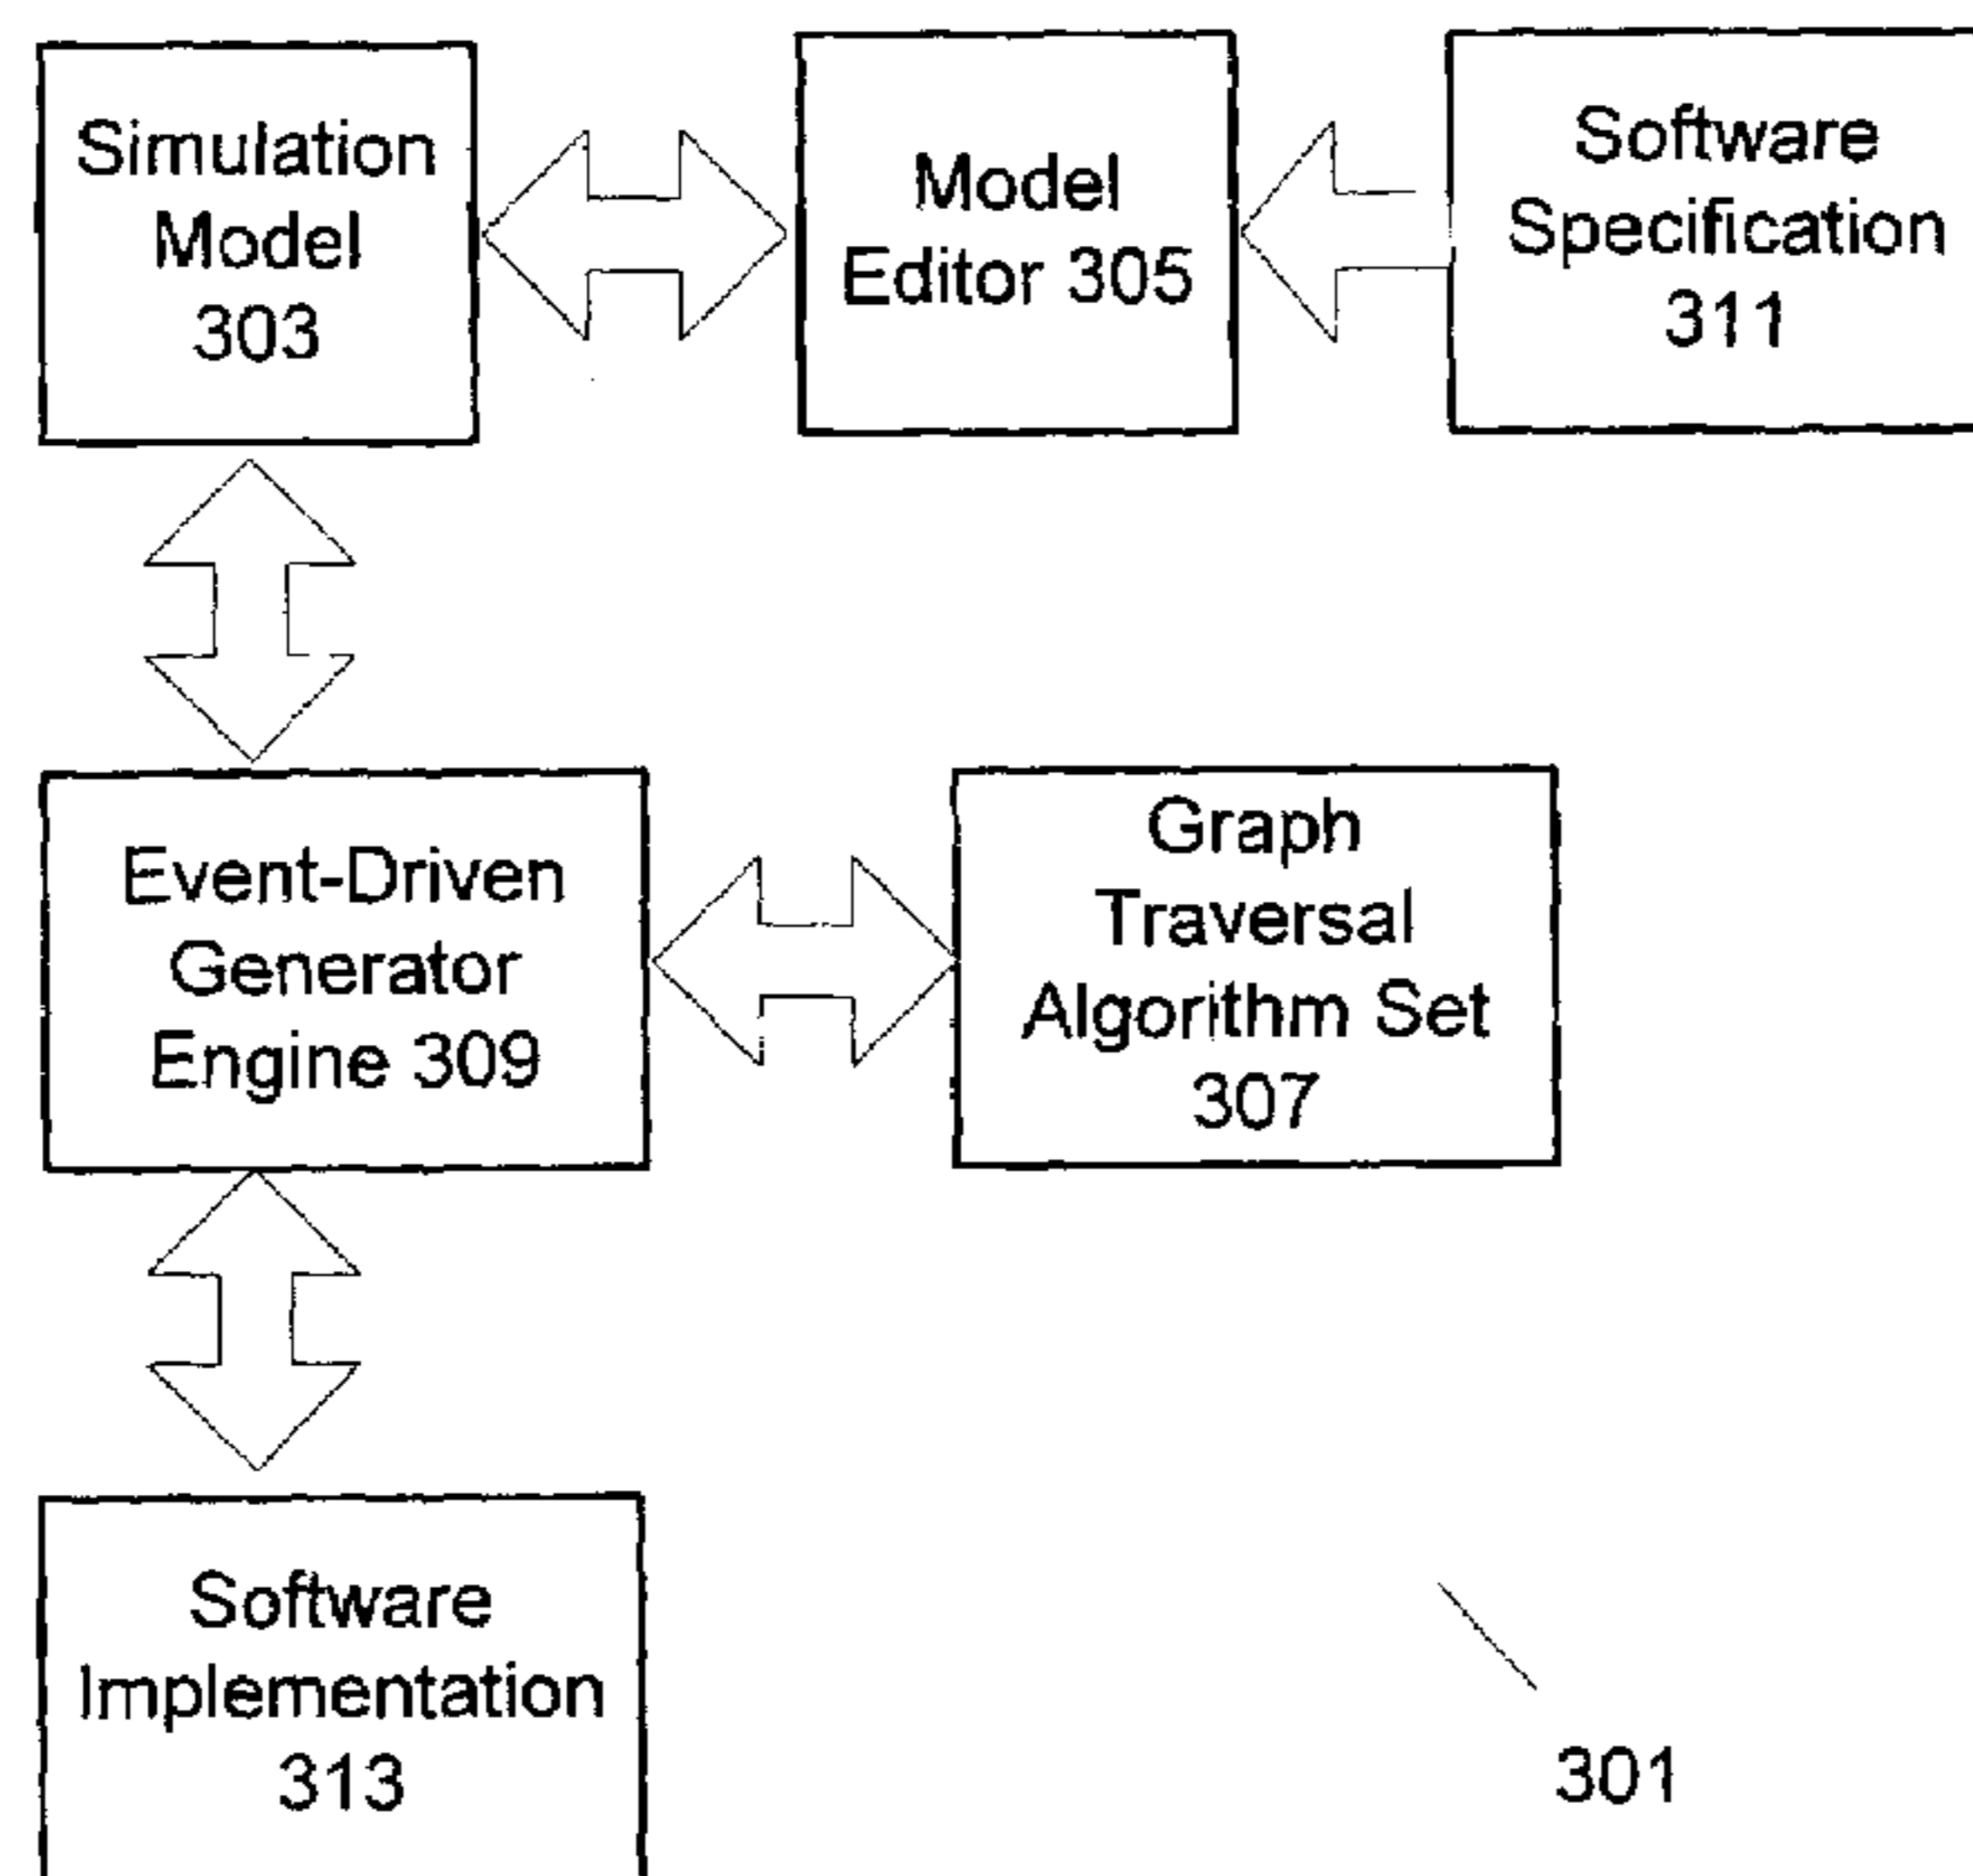 Simulation
Model
303
Model
Editor 305
Software
Specification
311
Event-Driven
Generator
Engine 309
Graph
Traversal
Algorithm Set
307
Software
Implementation
313
301